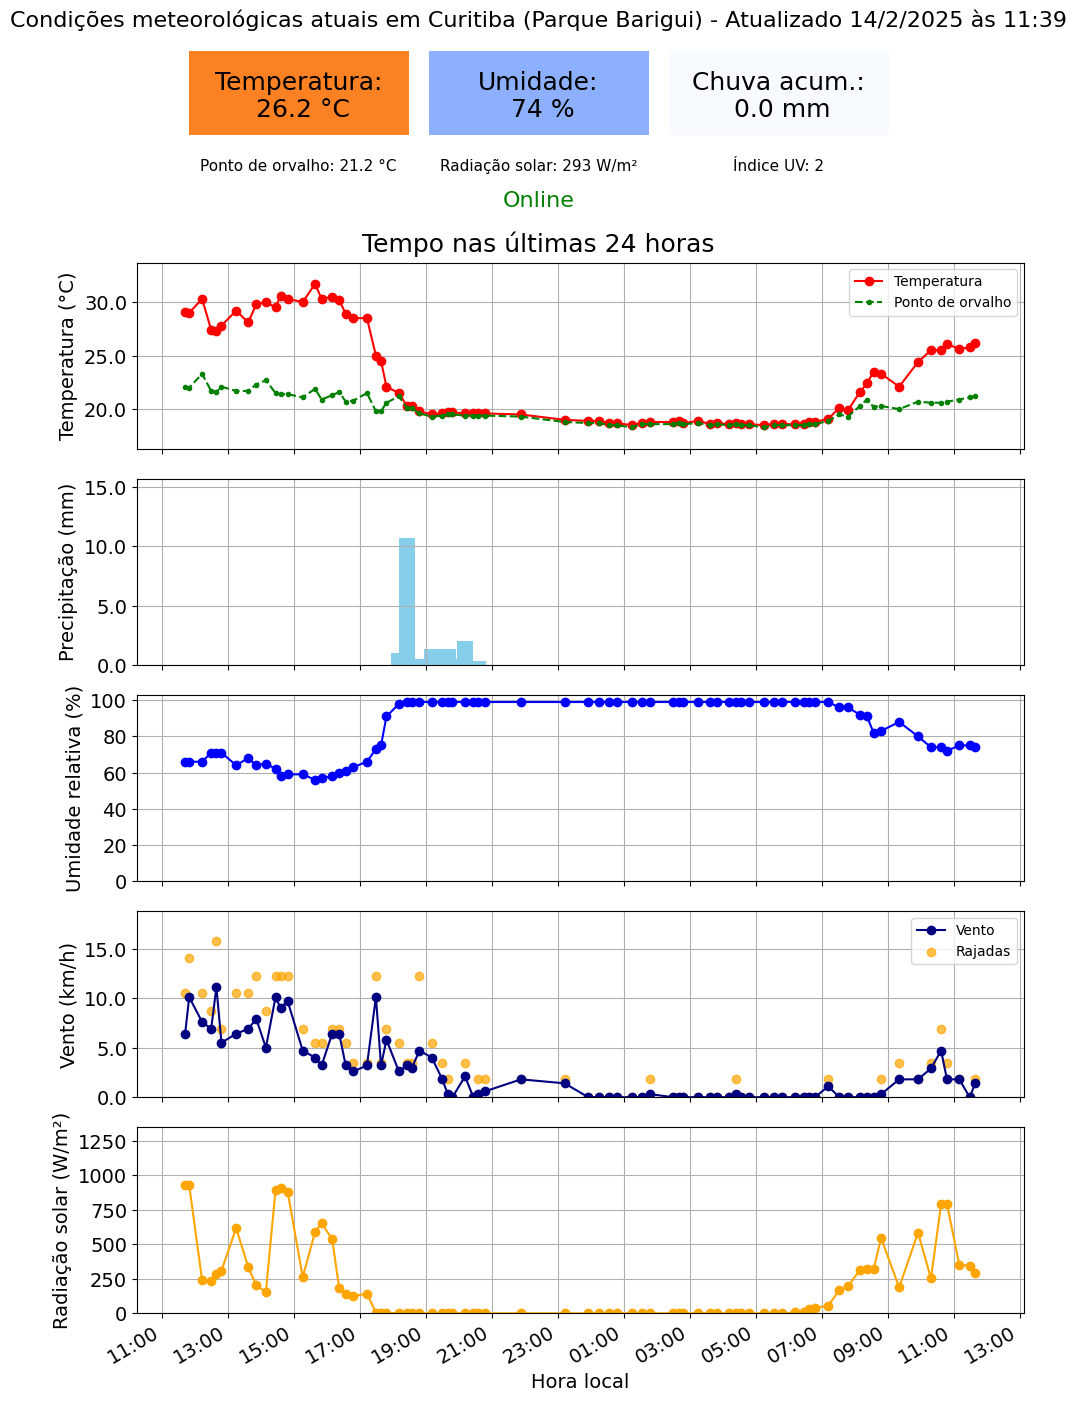 Condições meteorológicas atuais em Curitiba (Parque Barigui) - Atualizado 14/2/2025 às 11:39
Temperatura:
26.2 °C
Umidade:
74 %
Chuva acum.:
0.0 mm
Ponto de orvalho: 21.2 °C
Radiação solar: 293 W/m²
Índice UV: 2
Online
Tempo nas últimas 24 horas
Temperatura (°C)
30.0
25.0
20.0
Temperatura
Ponto de orvalho
Precipitação (mm)
15.0
10.0
5.0
0.0
Umidade relativa (%)
100
80
60
40
20
0
Vento (km/h)
15.0
10.0
5.0
0.0
Vento
Rajadas
Radiação solar (W/m²)
1250
1000
750
500
250
0
11:00 13:00 15:00 17:00 19:00 21:00 23:00 01:00 03:00 05:00 07:00 09:00 11:00 13:00
Hora local